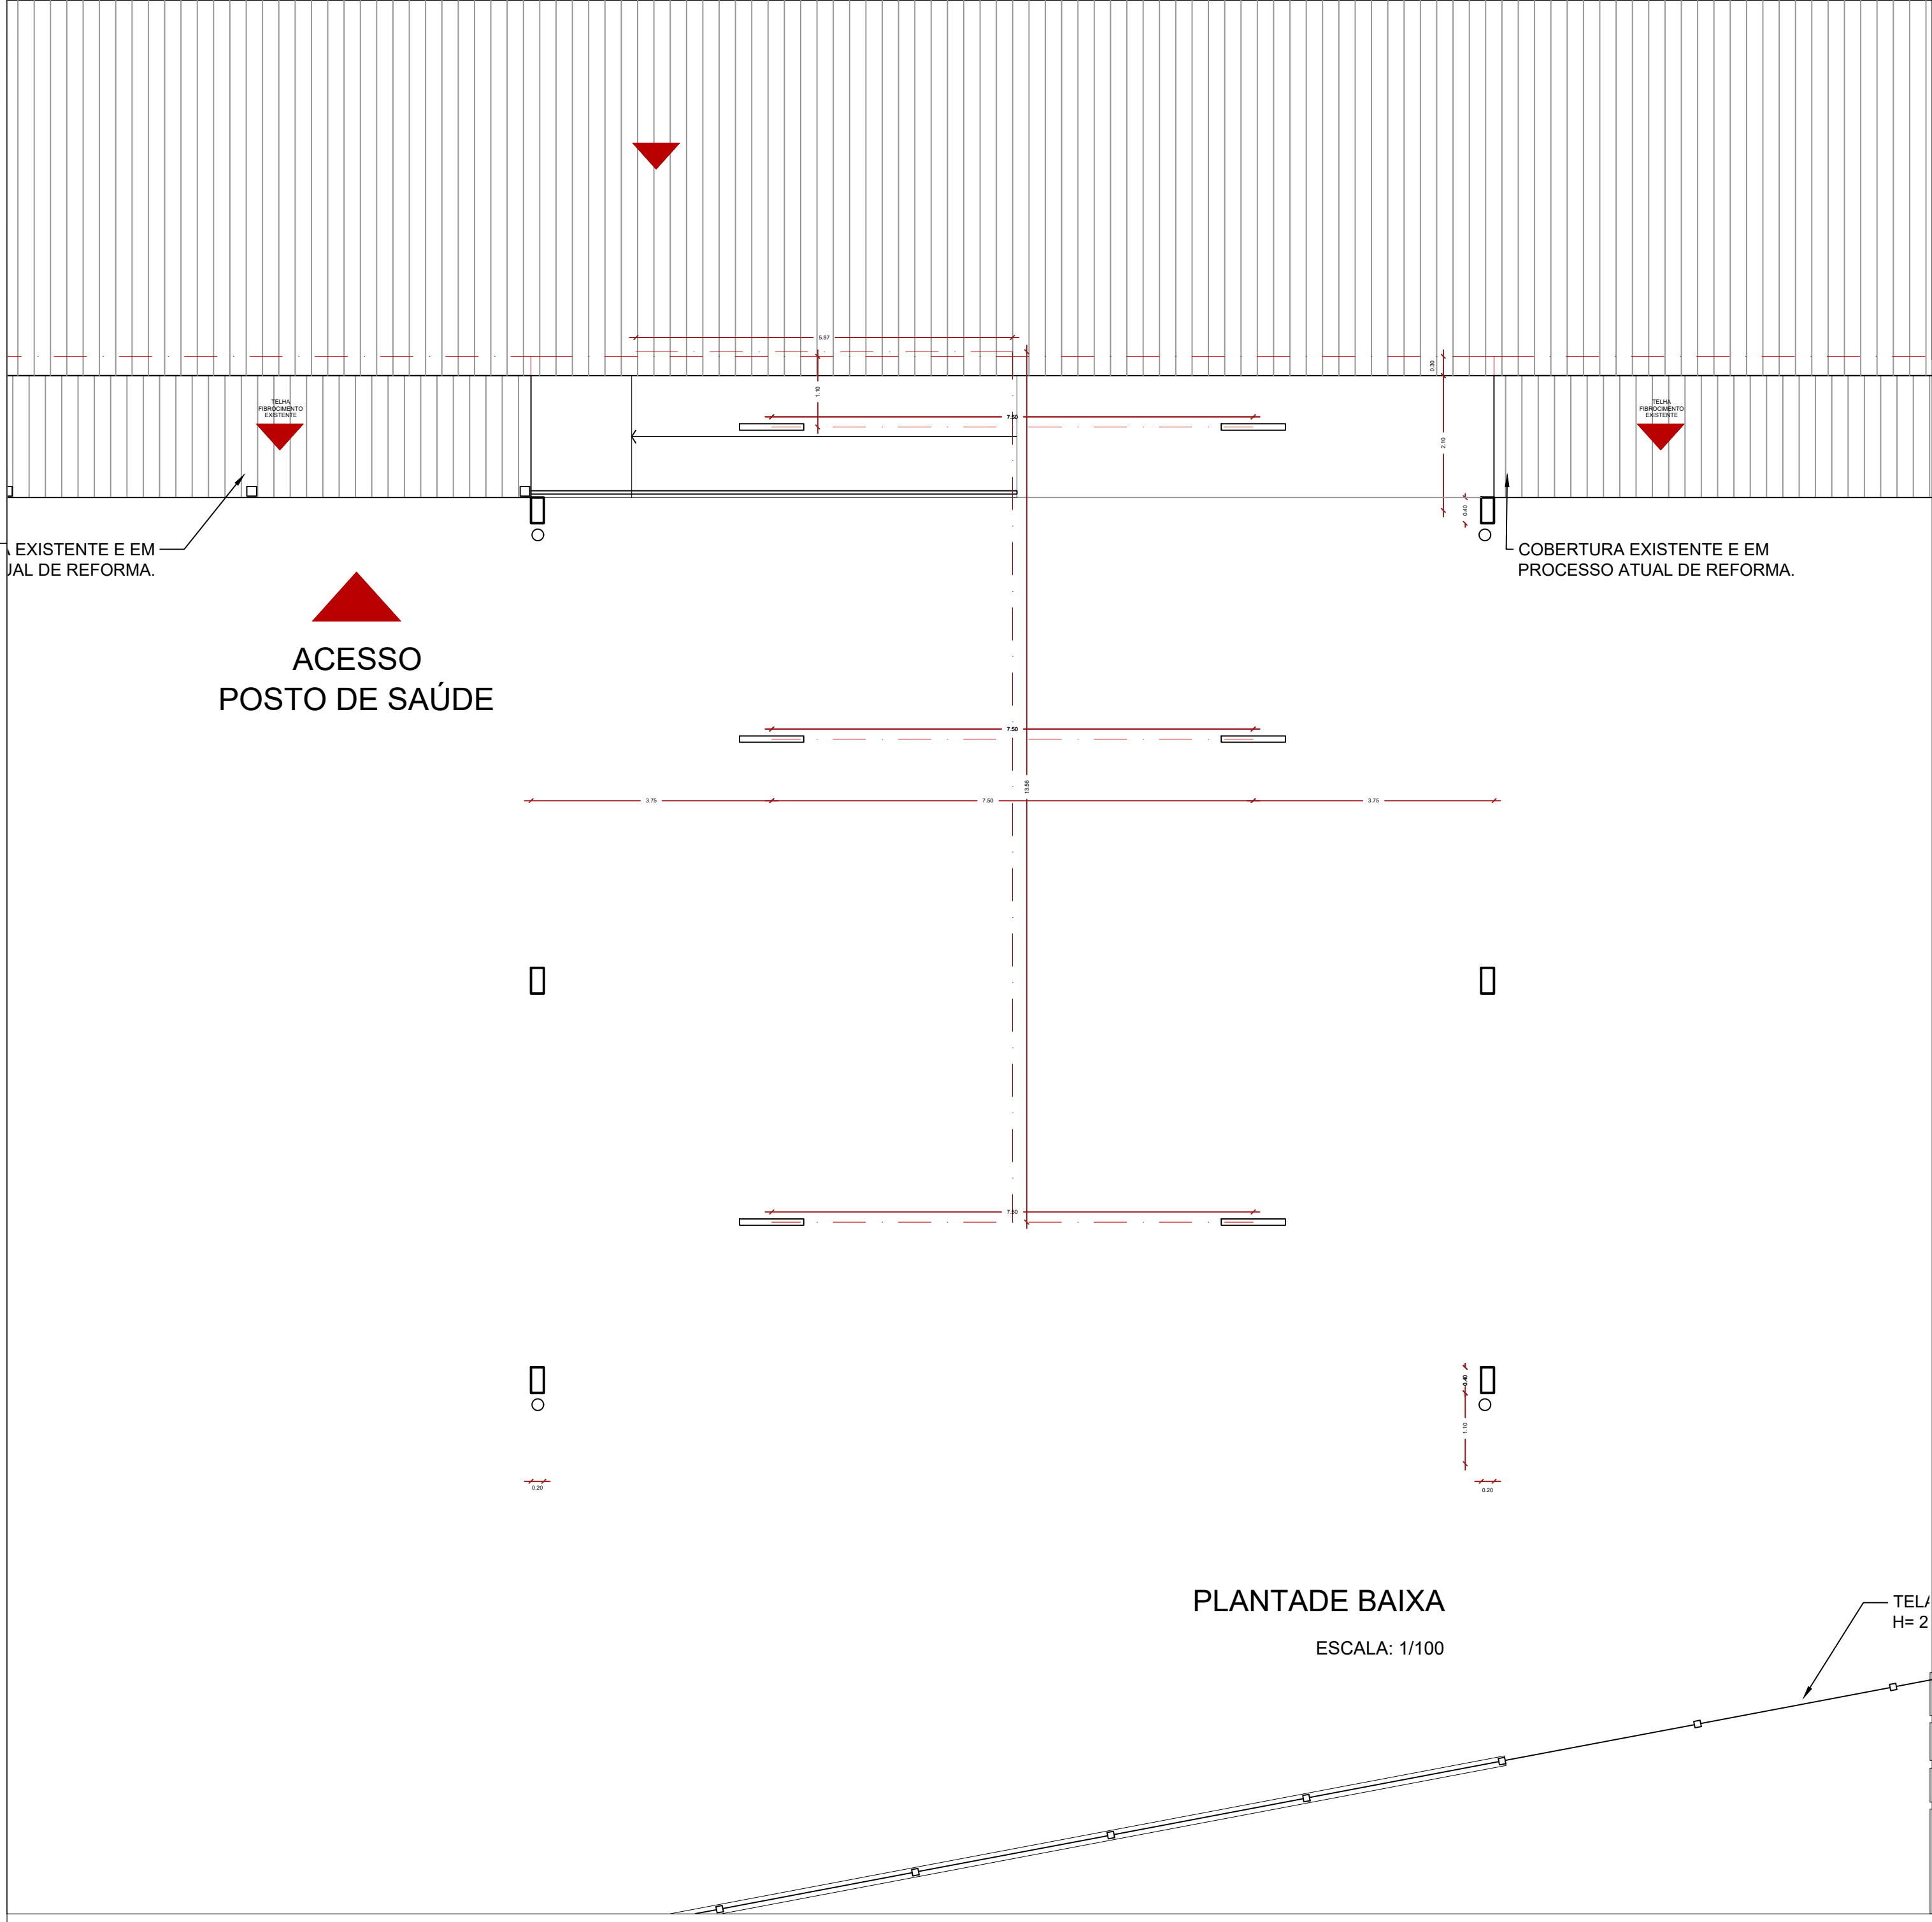 5.87
0.30
1.10
7.50
TELHA
FIBROCIMENTO
EXISTENTE
TELHA
FIBROCIMENTO
EXISTENTE
2.10
0.40
EXISTENTE E EM
DE REFORMA.
COBERTURA EXISTENTE E EM
PROCESSO ATUAL DE REFORMA.
ACESSO
POSTO DE SAÚDE
7.50
13.56
3.75
7.50
3.75
7.50
0.40
1.10
0.20
0.20
PLANTADE BAIXA
ESCALA: 1/100
H= 2